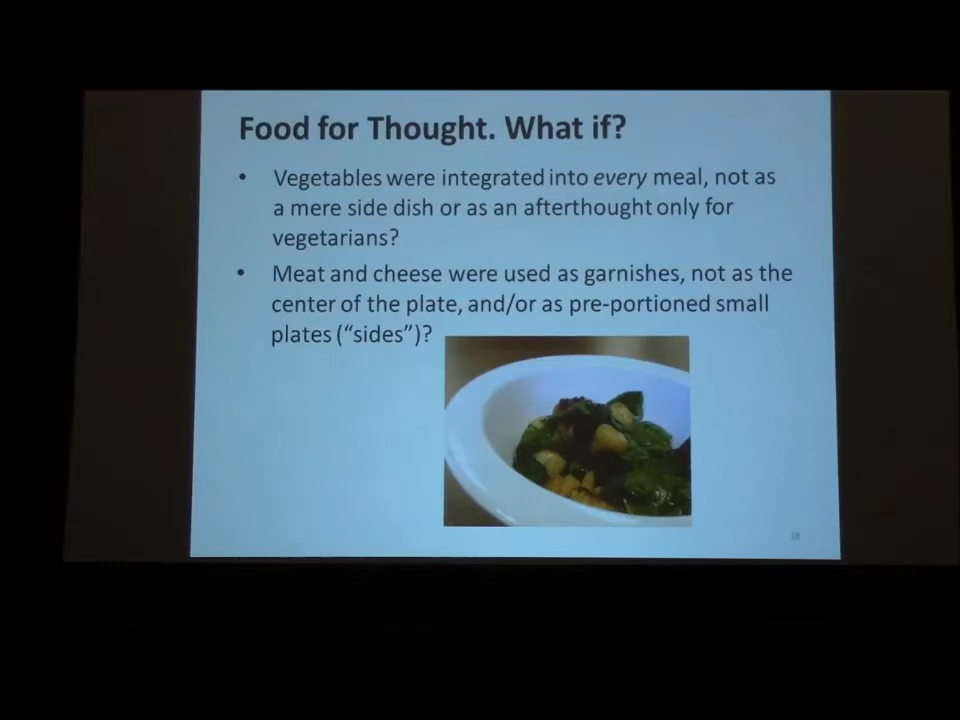 Food for Thought. What if?
• Vegetables were integrated into every meal, not as
a mere side dish or as an afterthought only for
vegetarians?
• Meat and cheese were used as garnishes, not as the
center of the plate, and/or as pre-portioned small
plates (“sides”)?